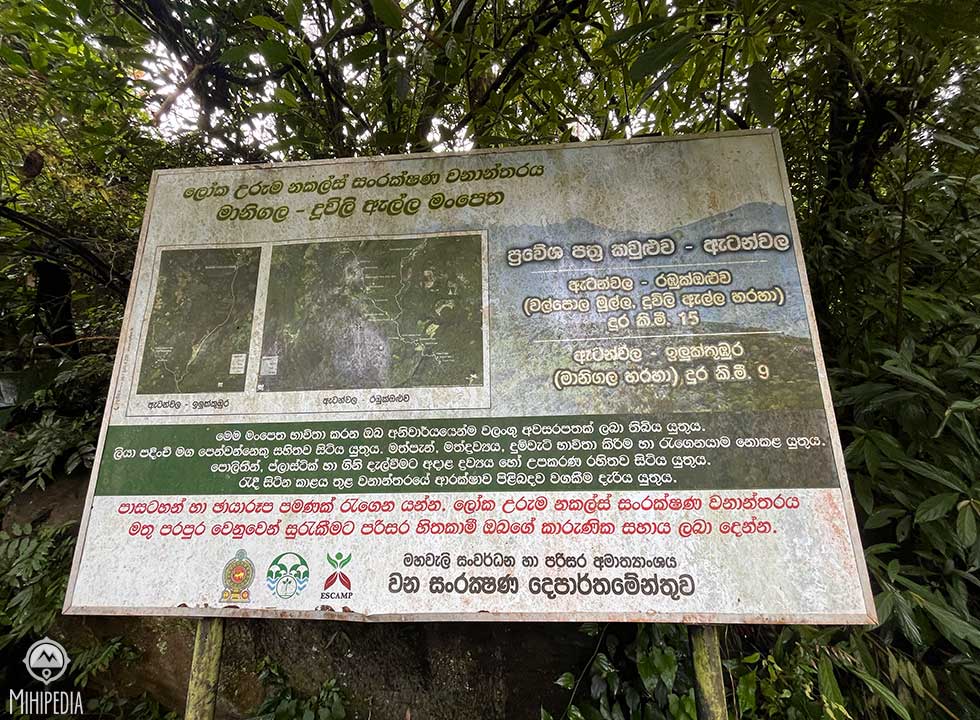 ලෝක උරුම නකල්ස් සංරක්ෂණ වනාන්තරය
මානිගල - දූවිලි ඇල්ල මංපෙත
ප්‍රවේශ පත්‍ර කවුළුව - ඇටන්වල
ඇටන්වල - රඹුක්ඔළුව
(වල්පොල මුල්ල, දූවිලි ඇල්ල හරහා)
දුර කි.මී. 15
ඇටන්වල - ඉලුක්කුඹුර
(මානිගල හරහා) දුර කි.මී. 9
ඇටන්වල - ඉලුක්කුඹුර
ඇටන්වල - රඹුක්ඔළුව
මෙම මංපෙත භාවිතා කරන ඔබ අනිවාර්යයෙන්ම වලංගු අවසරපතක් ලබා තිබිය යුතුය.
ලියා පදිංචි මග පෙන්වන්නෙකු සහිතව සිටිය යුතුය. මත්පැන්, මත්ද්‍රව්‍ය, දුම්වැටි භාවිතා කිරීම හා රැගෙනයාම නොකළ යුතුය.
පොලිතීන්, ප්ලාස්ටික් හා ගිනි දැල්වීමට අදාළ ද්‍රව්‍ය හෝ උපකරණ රහිතව සිටිය යුතුය.
රැඳී සිටින කාළය තුළ වනාන්තරයේ ආරක්ෂාව පිළිබඳව වගකීම දැරිය යුතුය.
පාසටහන් හා ඡායාරූප පමණක් රැගෙන යන්න. ලෝක උරුම නකල්ස් සංරක්ෂණ වනාන්තරය
මතු පරපුර වෙනුවෙන් සුරැකීමට පරිසර හිතකාමී ඔබගේ කාරුණික සහාය ලබා දෙන්න.
ESCAMP
මහවැලි සංවර්ධන හා පරිසර අමාත්‍යාංශය
වන සංරක්ෂණ දෙපාර්තමේන්තුව
MIHIPEDIA